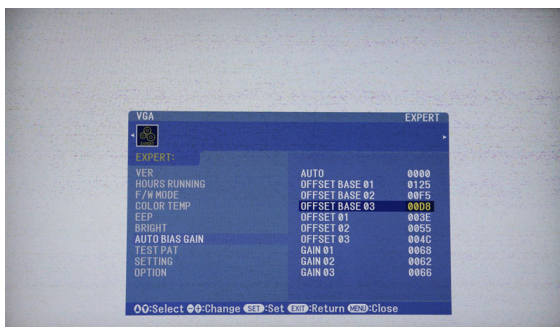 VGA EXPERT
EXPERT
EXPERT:
VER
HOURS RUNNING
F/W MODE
COLOR TEMP
EEP
BRIGHT
AUTO BIAS GAIN
TEST PAT
SETTING
OPTION
AUTO 0000
OFFSET BASE 01 0125
OFFSET BASE 02 00F5
OFFSET BASE 03 00D8
OFFSET 01 003E
OFFSET 02 0055
OFFSET 03 004C
GAIN 01 0068
GAIN 02 0062
GAIN 03 0066
:Select :Change SET:Set EXIT:Return MENU:Close